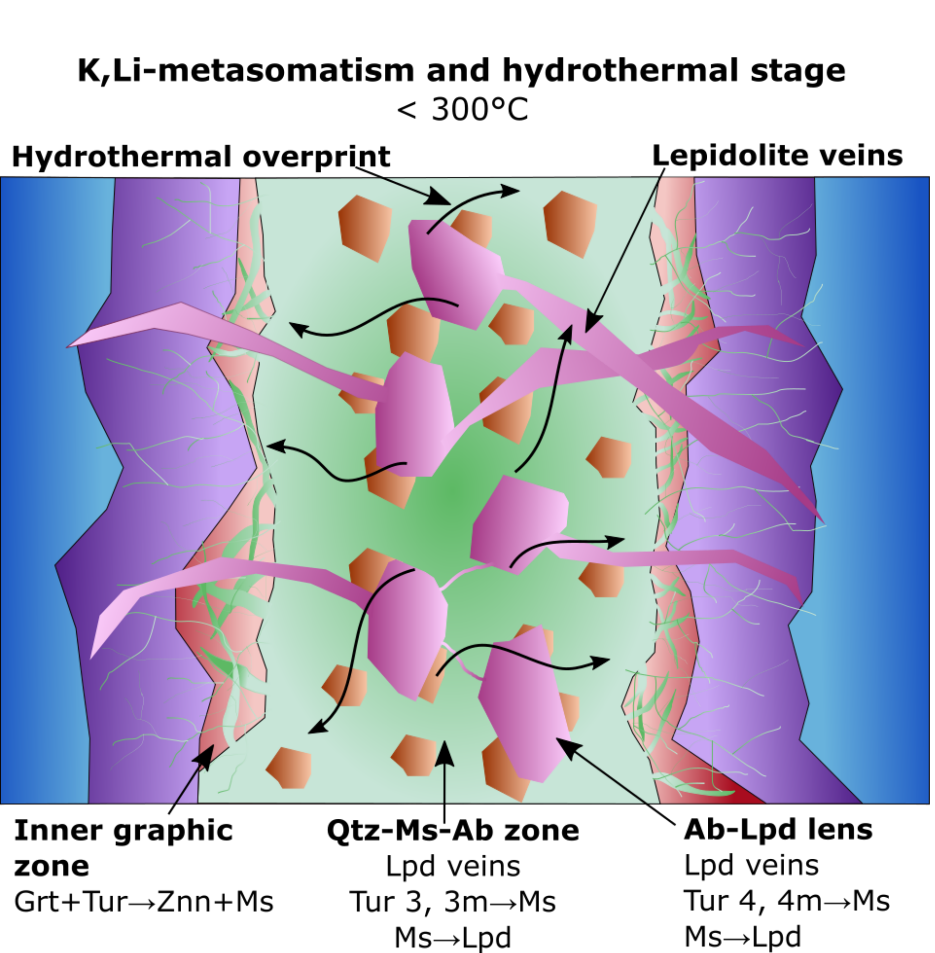 K,Li-metasomatism and hydrothermal stage
< 300°C
Hydrothermal overprint
Lepidolite veins
Inner graphic
zone
Grt+Tur→Znn+Ms
Qtz-Ms-Ab zone
Lpd veins
Tur 3, 3m→Ms
Ms→Lpd
Ab-Lpd lens
Lpd veins
Tur 4, 4m→Ms
Ms→Lpd